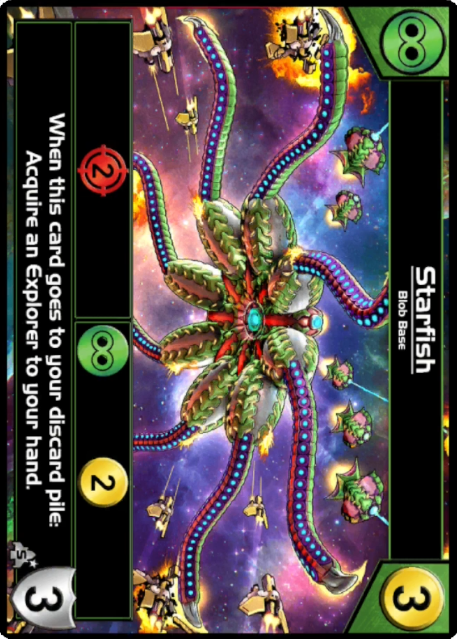 Starfish
Blob Base
3
2
2
When this card goes to your discard pile:
Acquire an Explorer to your hand.
S
3